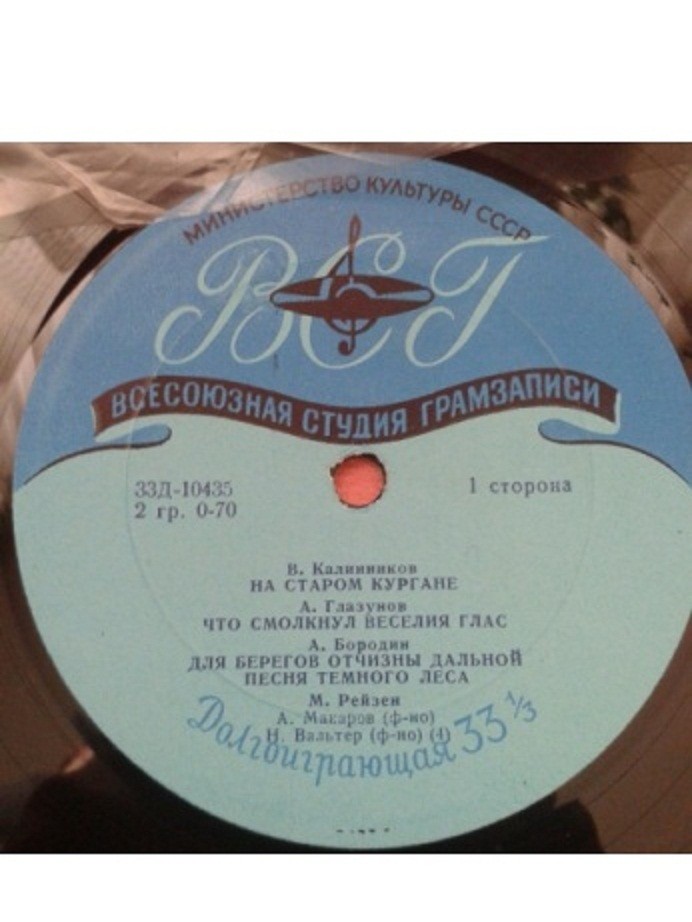 МИНИСТЕРСТВО КУЛЬТУРЫ СССР
ВСГ
ВСЕСОЮЗНАЯ СТУДИЯ ГРАМЗАПИСИ
33Д-10435
2 гр. 0-70
1 сторона
В. Калинников
НА СТАРОМ КУРГАНЕ
А. Глазунов
ЧТО СМОЛКНУЛ ВЕСЕЛИЯ ГЛАС
А. Бородин
ДЛЯ БЕРЕГОВ ОТЧИЗНЫ ДАЛЬНОЙ
ПЕСНЯ ТЕМНОГО ЛЕСА
М. Рейзен
А. Макаров (ф-но)
Н. Вальтер (ф-но) (4)
Долгоиграющая 33 1/3